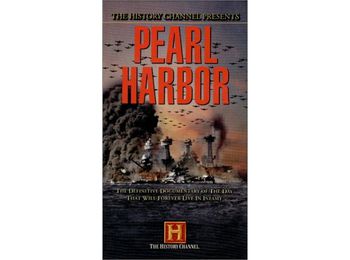 THE HISTORY CHANNEL PRESENTS
PEARL
HARBOR
THE DEFINITIVE DOCUMENTARY OF THE DAY
THAT WILL FOREVER LIVE IN INFAMY
H
THE HISTORY CHANNEL